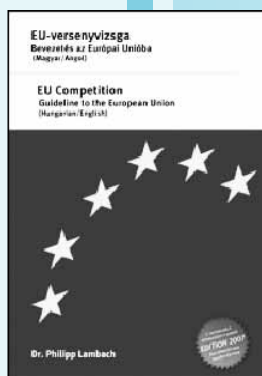 EU-versenyvizsga
Bevezetés az Európai Unióba
(Magyar/Angol)
EU Competition
Guideline to the European Union
(Hungarian/English)
EDITION 2007
Dr. Philipp Lambach